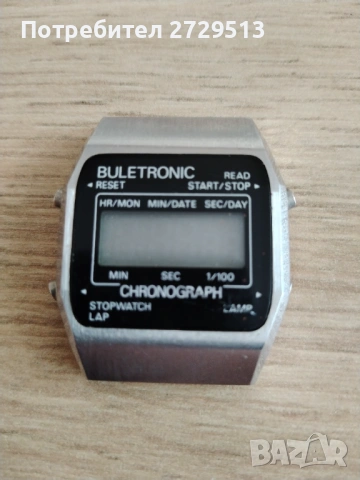 Потребител 2729513
BULETRONIC
READ
RESET
START/STOP
HR/MON MIN/DATE SEC/DAY
MIN SEC 1/100
CHRONOGRAPH
STOPWATCH
LAP
LAMP
BAZAR